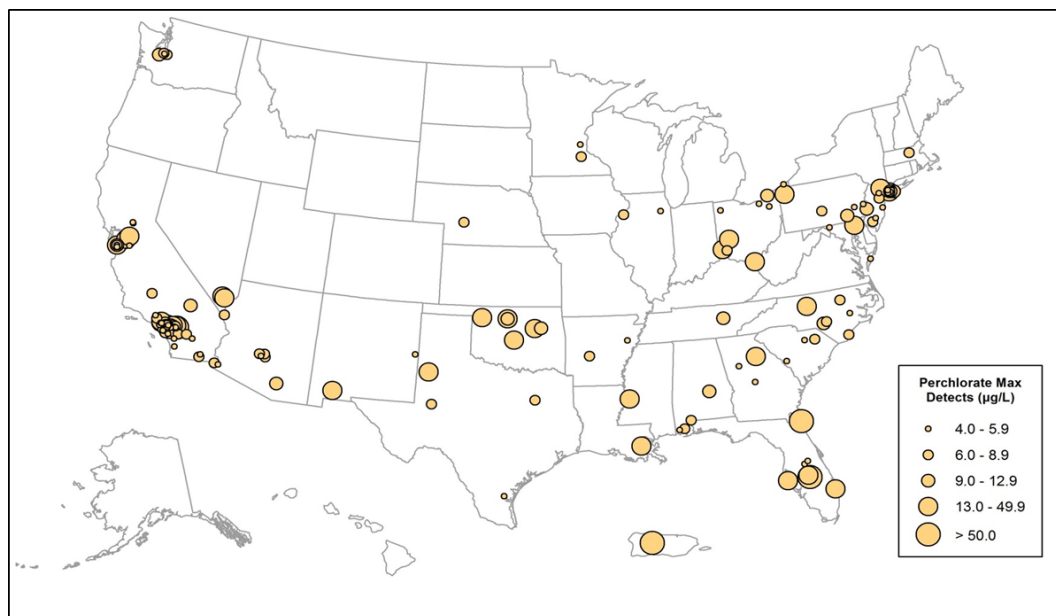 Perchlorate Max
Detects (µg/L)
4.0 - 5.9
6.0 - 8.9
9.0 - 12.9
13.0 - 49.9
> 50.0